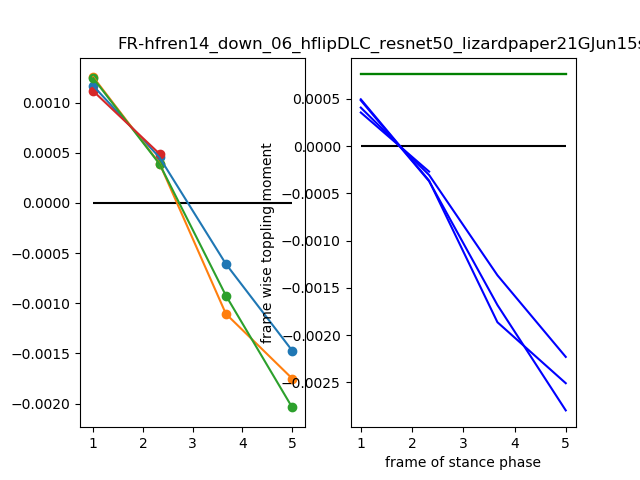 FR-hfren14_down_06_hflipDLC_resnet50_lizardpaper21GJun15s
0.0010
0.0005
0.0000
−0.0005
−0.0010
−0.0015
−0.0020
1 2 3 4 5
frame wise toppling moment
0.0005
0.0000
−0.0005
−0.0010
−0.0015
−0.0020
−0.0025
1 2 3 4 5
frame of stance phase